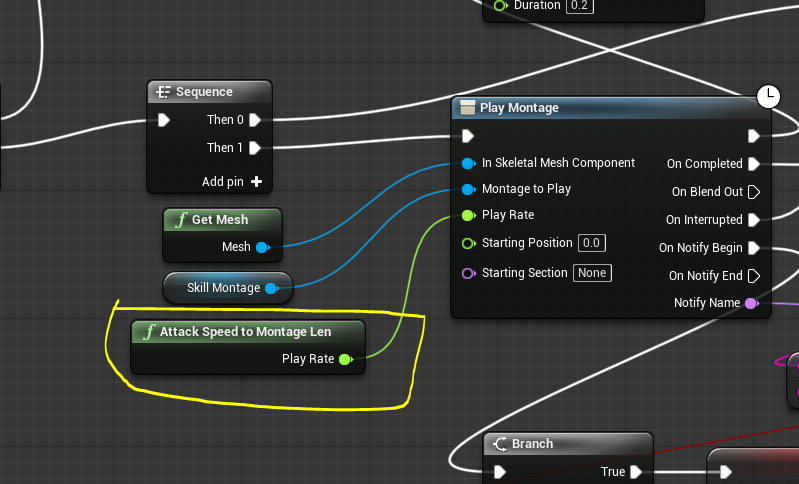 Duration 0.2
Sequence
Then 0
Then 1
Add pin
Play Montage
In Skeletal Mesh Component
On Completed
Montage to Play
On Blend Out
Play Rate
On Interrupted
Starting Position 0.0
On Notify Begin
Starting Section None
On Notify End
Notify Name
f Get Mesh
Mesh
Skill Montage
f Attack Speed to Montage Len
Play Rate
Branch
True